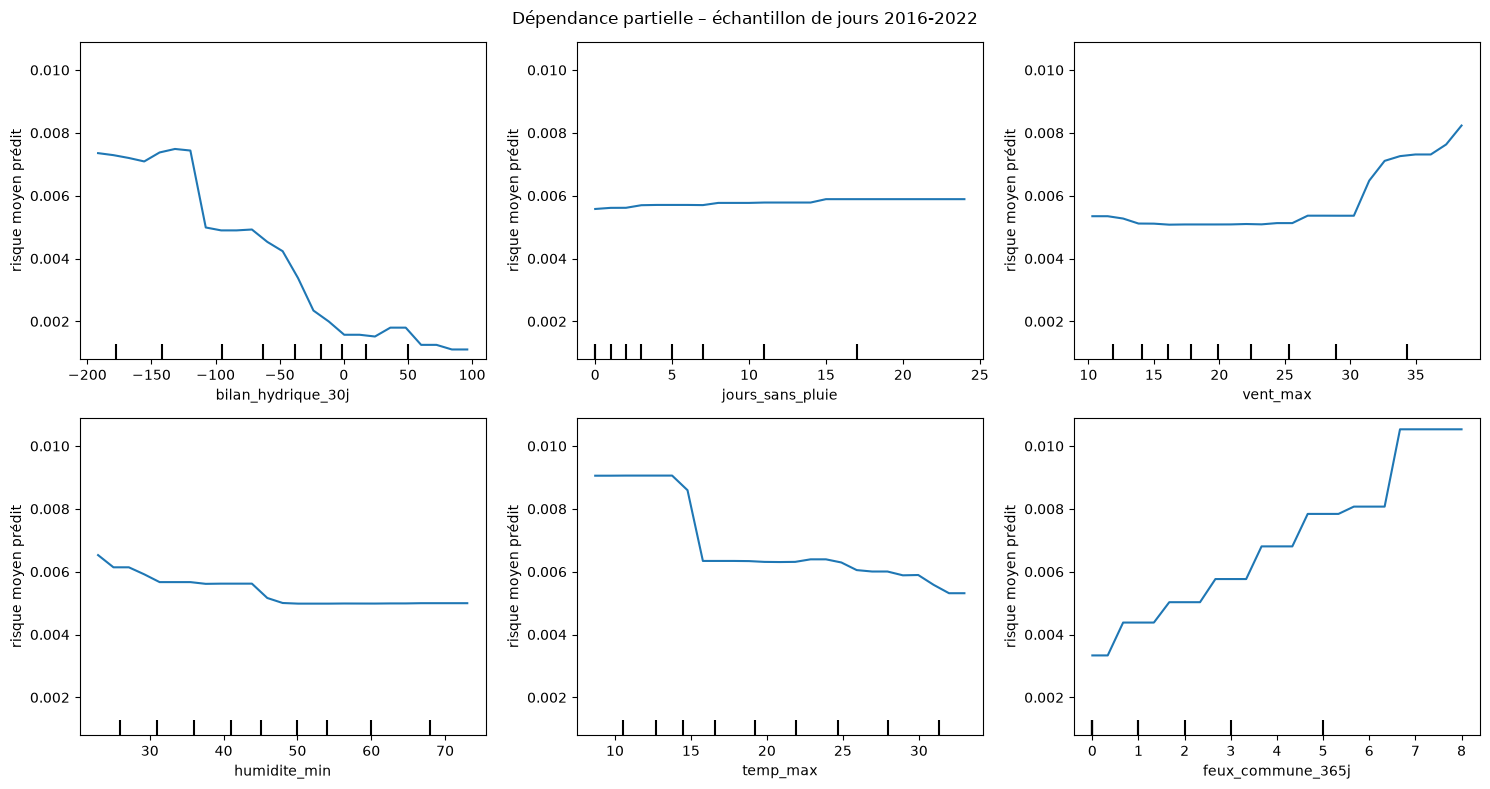 Dépendance partielle – échantillon de jours 2016-2022
risque moyen prédit
0.010
0.008
0.006
0.004
0.002
−200 −150 −100 −50 0 50 100
bilan_hydrique_30j
risque moyen prédit
0.010
0.008
0.006
0.004
0.002
0 5 10 15 20 25
jours_sans_pluie
risque moyen prédit
0.010
0.008
0.006
0.004
0.002
10 15 20 25 30 35
vent_max
risque moyen prédit
0.010
0.008
0.006
0.004
0.002
30 40 50 60 70
humidite_min
risque moyen prédit
0.010
0.008
0.006
0.004
0.002
10 15 20 25 30
temp_max
risque moyen prédit
0.010
0.008
0.006
0.004
0.002
0 1 2 3 4 5 6 7 8
feux_commune_365j